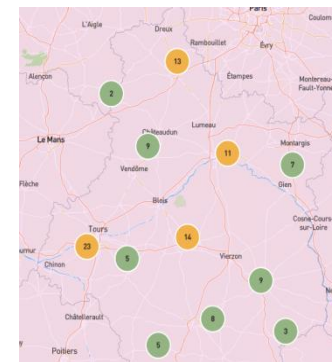 Paris
Coulom
L'Aigle
Dreux
Rambouillet
Évry
13
Alençon
Étampes
Montereau-
Fault-Yonne
2
Lumeau
Châteaudun
9
Montargis
Le Mans
11
7
Vendôme
Gien
Flèche
Blois
Cosne-Cours-
sur-Loire
Tours
14
23
umur
5
Vierzon
Chinon
9
Châtellerault
8
3
5
Poitiers